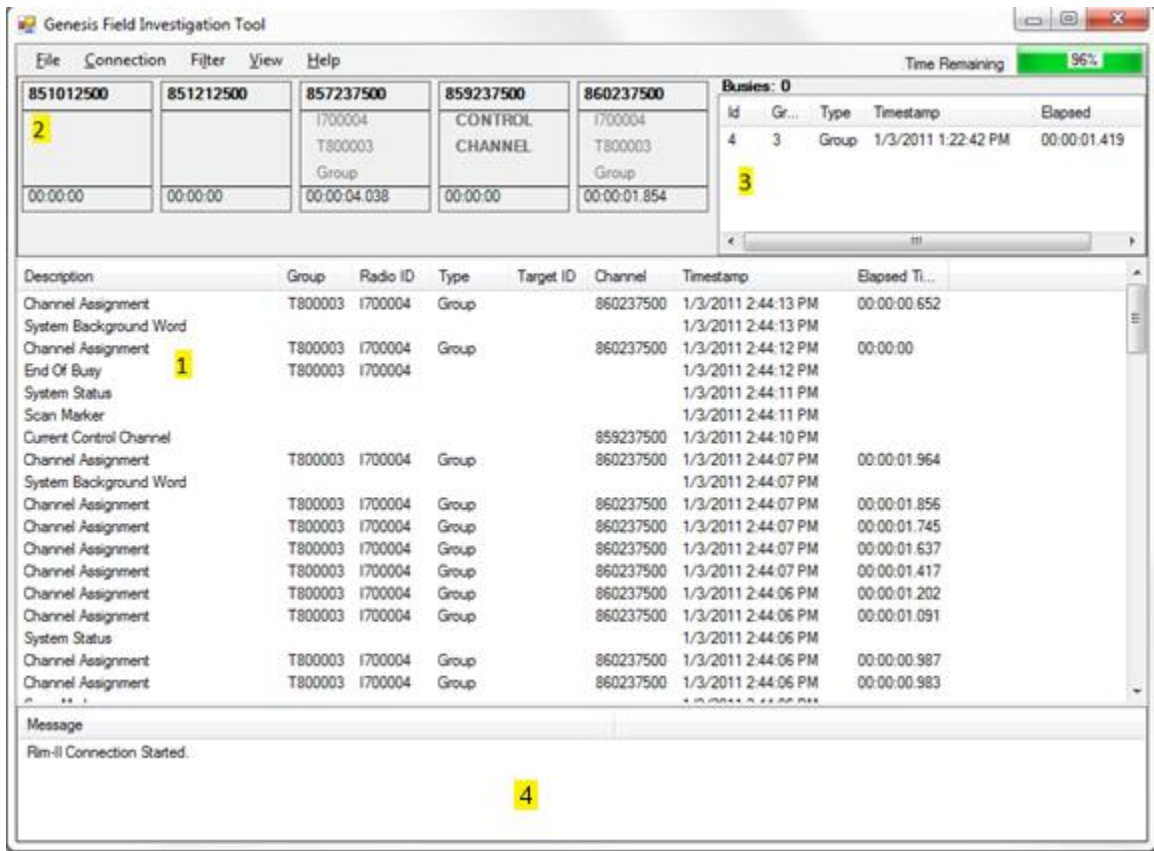 Genesis Field Investigation Tool
File Connection Filter View Help
Time Remaining 96%
851012500 851212500 857237500 859237500 860237500
2
I700004 CONTROL I700004
T800003 CHANNEL T800003
Group Group
00:00:00 00:00:00 00:00:04.038 00:00:00 00:00:01.854
Busies: 0
Id Gr... Type Timestamp Elapsed
4 3 Group 1/3/2011 1:22:42 PM 00:00:01.419
3
Description Group Radio ID Type Target ID Channel Timestamp Elapsed Ti...
Channel Assignment T800003 I700004 Group 860237500 1/3/2011 2:44:13 PM 00:00:00.652
System Background Word 1/3/2011 2:44:13 PM
Channel Assignment T800003 I700004 Group 860237500 1/3/2011 2:44:12 PM 00:00:00
1
End Of Busy T800003 I700004 1/3/2011 2:44:12 PM
System Status 1/3/2011 2:44:11 PM
Scan Marker 1/3/2011 2:44:11 PM
Current Control Channel 859237500 1/3/2011 2:44:10 PM
Channel Assignment T800003 I700004 Group 860237500 1/3/2011 2:44:07 PM 00:00:01.964
System Background Word 1/3/2011 2:44:07 PM
Channel Assignment T800003 I700004 Group 860237500 1/3/2011 2:44:07 PM 00:00:01.856
Channel Assignment T800003 I700004 Group 860237500 1/3/2011 2:44:07 PM 00:00:01.745
Channel Assignment T800003 I700004 Group 860237500 1/3/2011 2:44:07 PM 00:00:01.637
Channel Assignment T800003 I700004 Group 860237500 1/3/2011 2:44:07 PM 00:00:01.417
Channel Assignment T800003 I700004 Group 860237500 1/3/2011 2:44:06 PM 00:00:01.202
Channel Assignment T800003 I700004 Group 860237500 1/3/2011 2:44:06 PM 00:00:01.091
System Status 1/3/2011 2:44:06 PM
Channel Assignment T800003 I700004 Group 860237500 1/3/2011 2:44:06 PM 00:00:00.987
Channel Assignment T800003 I700004 Group 860237500 1/3/2011 2:44:06 PM 00:00:00.983
Message
Rim-II Connection Started.
4